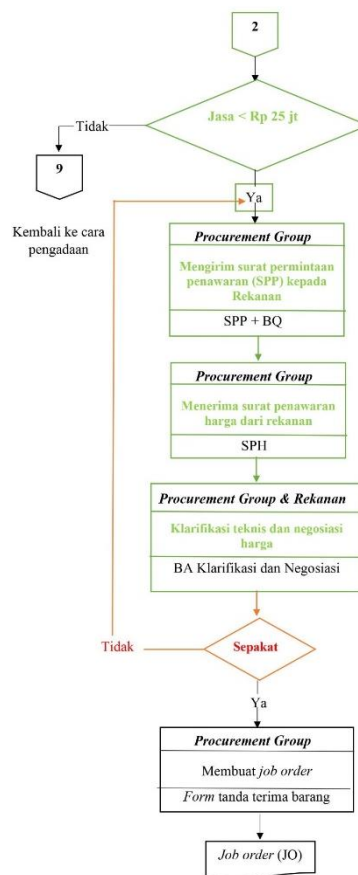 2
Jasa < Rp 25 jt
Tidak
9
Ya
Kembali ke cara
pengadaan
Procurement Group
Mengirim surat permintaan
penawaran (SPP) kepada
Rekanan
SPP + BQ
Procurement Group
Menerima surat penawaran
harga dari rekanan
SPH
Procurement Group & Rekanan
Klarifikasi teknis dan negosiasi
harga
BA Klarifikasi dan Negosiasi
Tidak
Sepakat
Ya
Procurement Group
Membuat job order
Form tanda terima barang
Job order (JO)